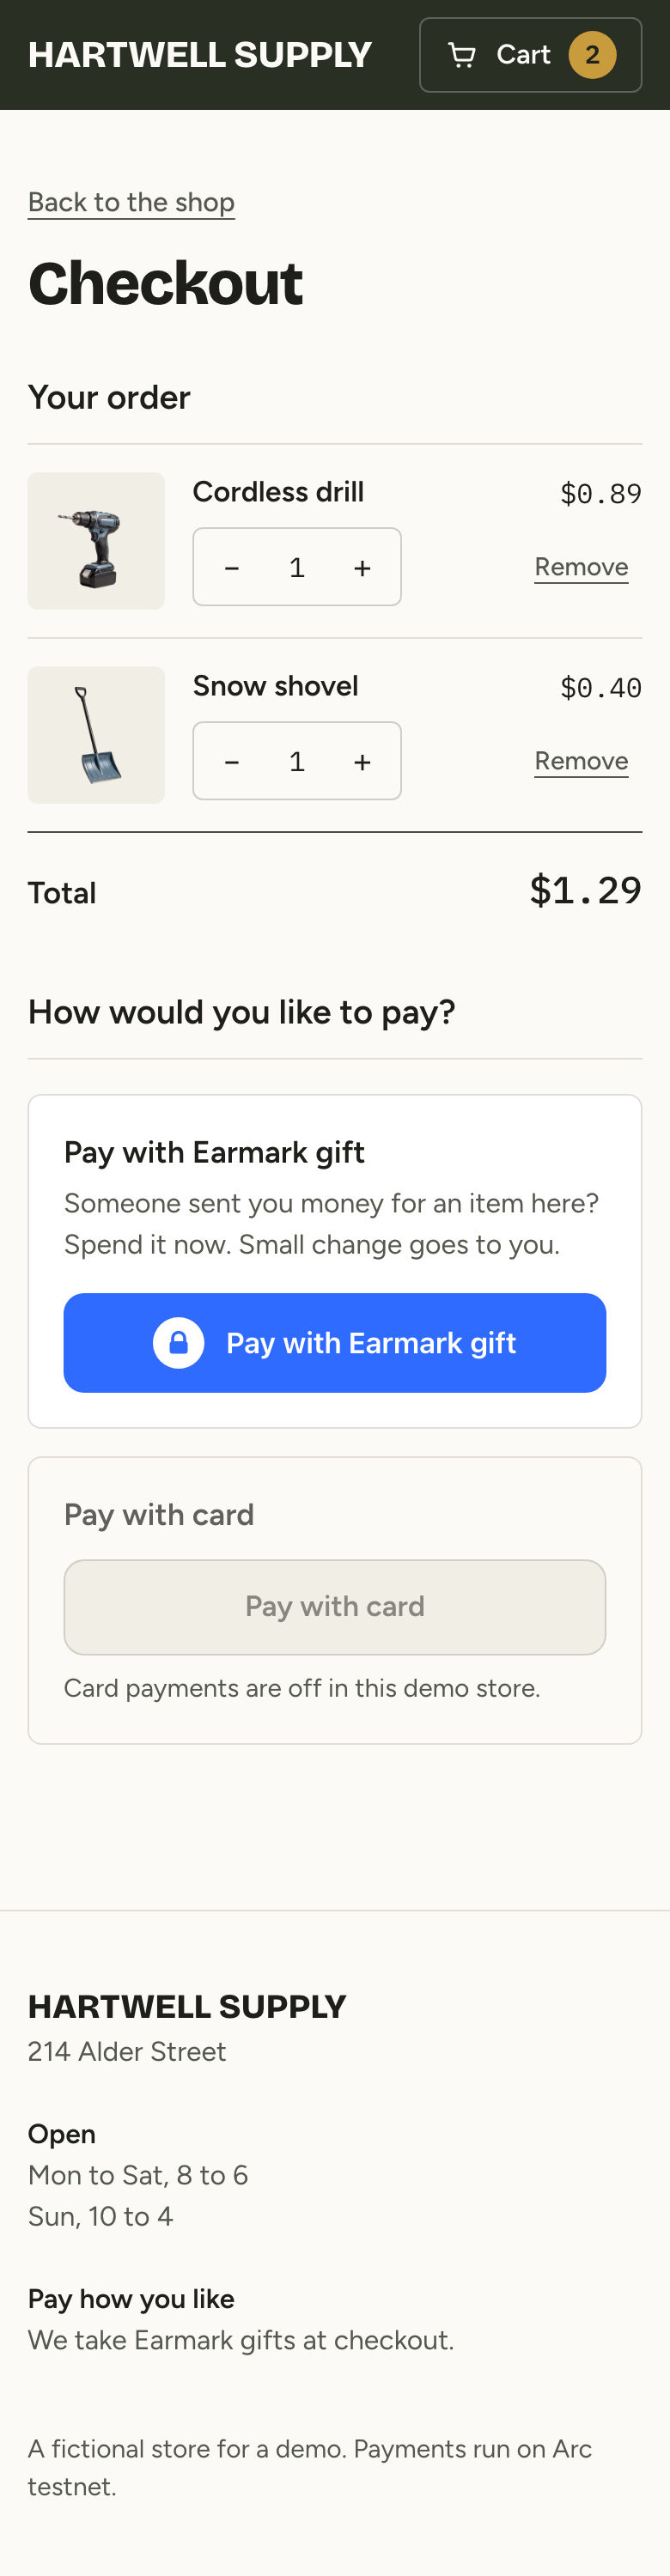 HARTWELL SUPPLY
Cart 2
Back to the shop
Checkout
Your order
Cordless drill
$0.89
− 1 +
Remove
Snow shovel
$0.40
− 1 +
Remove
Total
$1.29
How would you like to pay?
Pay with Earmark gift
Someone sent you money for an item here?
Spend it now. Small change goes to you.
Pay with Earmark gift
Pay with card
Pay with card
Card payments are off in this demo store.
HARTWELL SUPPLY
214 Alder Street
Open
Mon to Sat, 8 to 6
Sun, 10 to 4
Pay how you like
We take Earmark gifts at checkout.
A fictional store for a demo. Payments run on Arc
testnet.